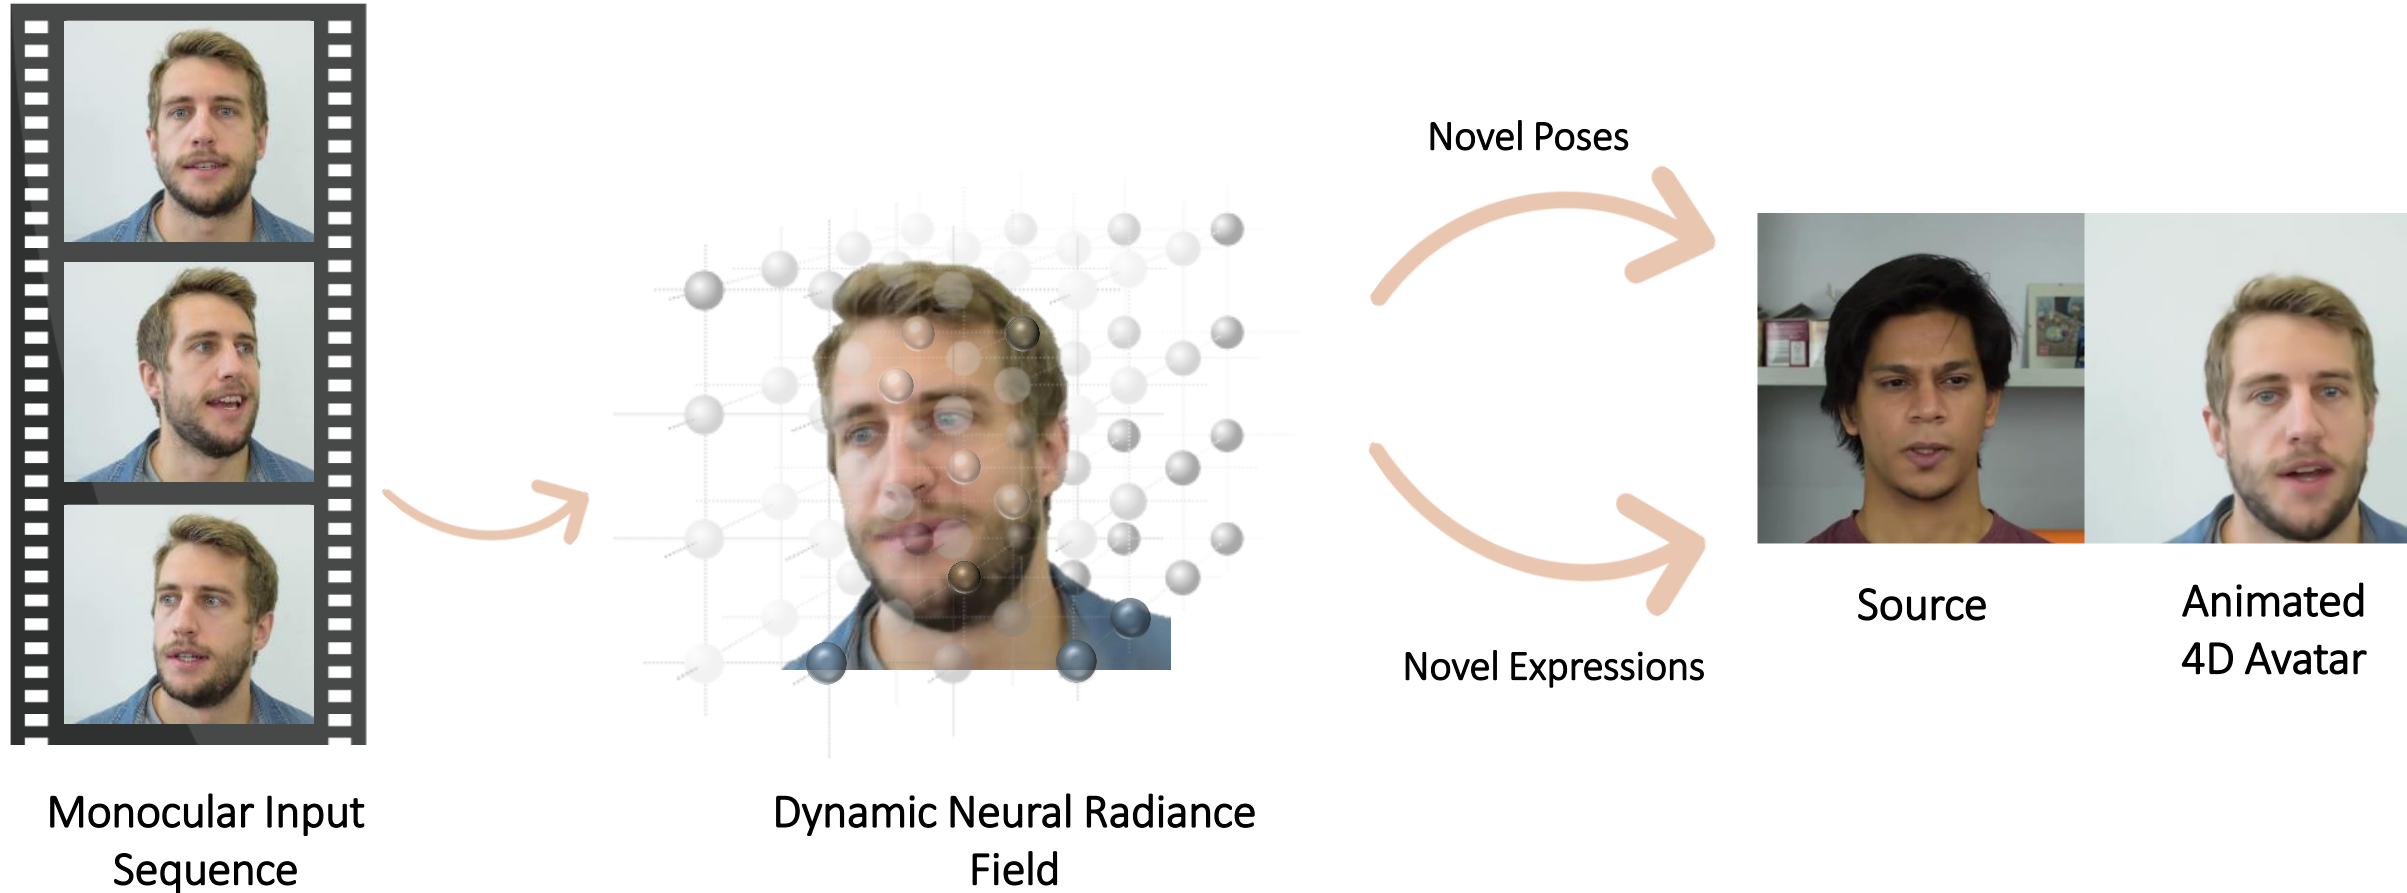 Novel Poses
Source
Animated
4D Avatar
Novel Expressions
Monocular Input
Sequence
Dynamic Neural Radiance
Field